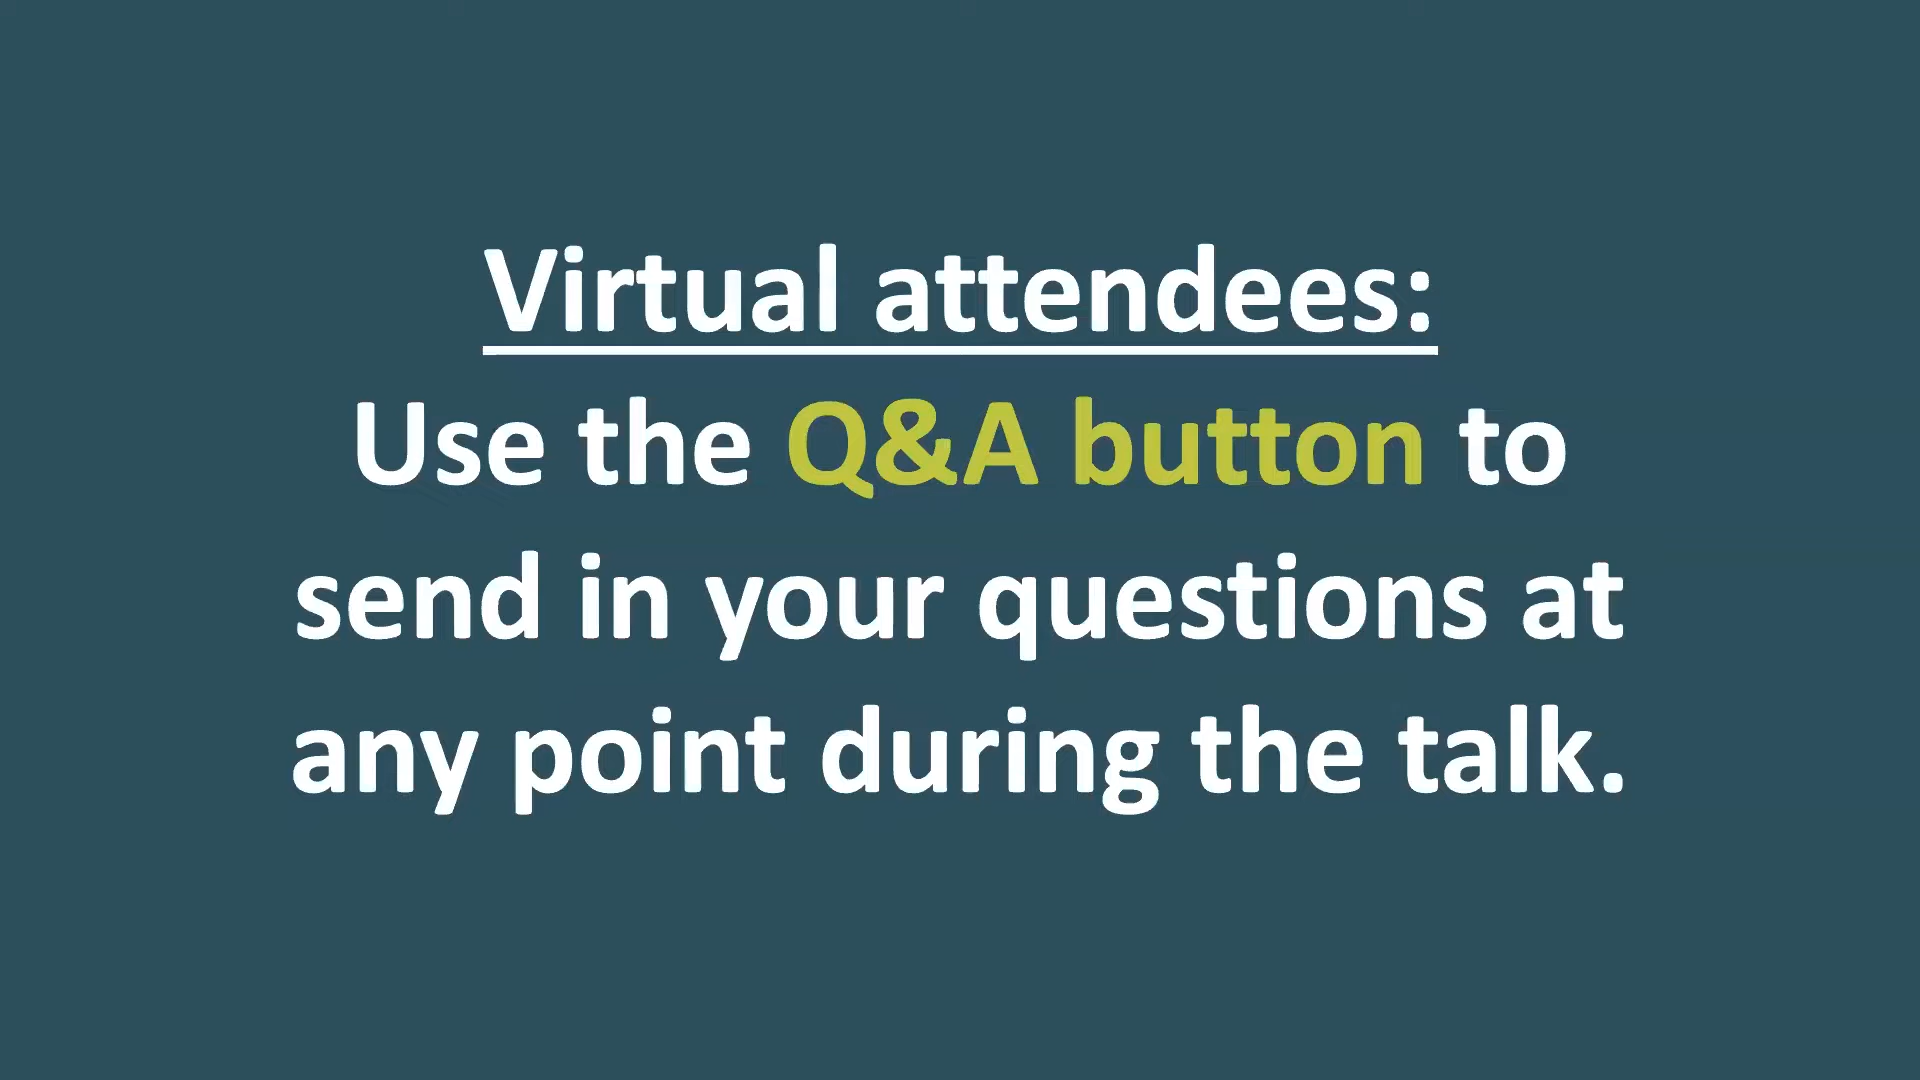 Virtual attendees:
Use the Q&A button to
send in your questions at
any point during the talk.